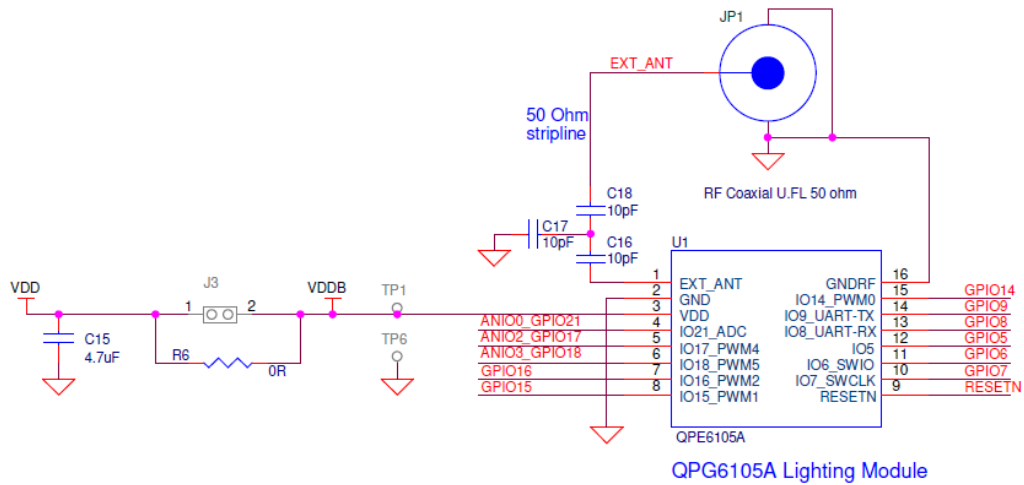 JP1
EXT_ANT
50 Ohm
stripline
RF Coaxial U.FL 50 ohm
C18
10pF
C17
10pF
C16
10pF
U1
VDD
J3
1
2
VDDB
TP1
TP6
C15
4.7uF
R6
0R
1
EXT_ANT
2
GND
3
VDD
ANIO0_GPIO21
4
IO21_ADC
ANIO2_GPIO17
5
IO17_PWM4
ANIO3_GPIO18
6
IO18_PWM5
GPIO16
7
IO16_PWM2
GPIO15
8
IO15_PWM1
GNDRF
16
IO14_PWM0
15
GPIO14
IO9_UART-TX
14
GPIO9
IO8_UART-RX
13
GPIO8
IO5
12
GPIO5
IO6_SWIO
11
GPIO6
IO7_SWCLK
10
GPIO7
RESETN
9
RESETN
QPE6105A
QPG6105A Lighting Module